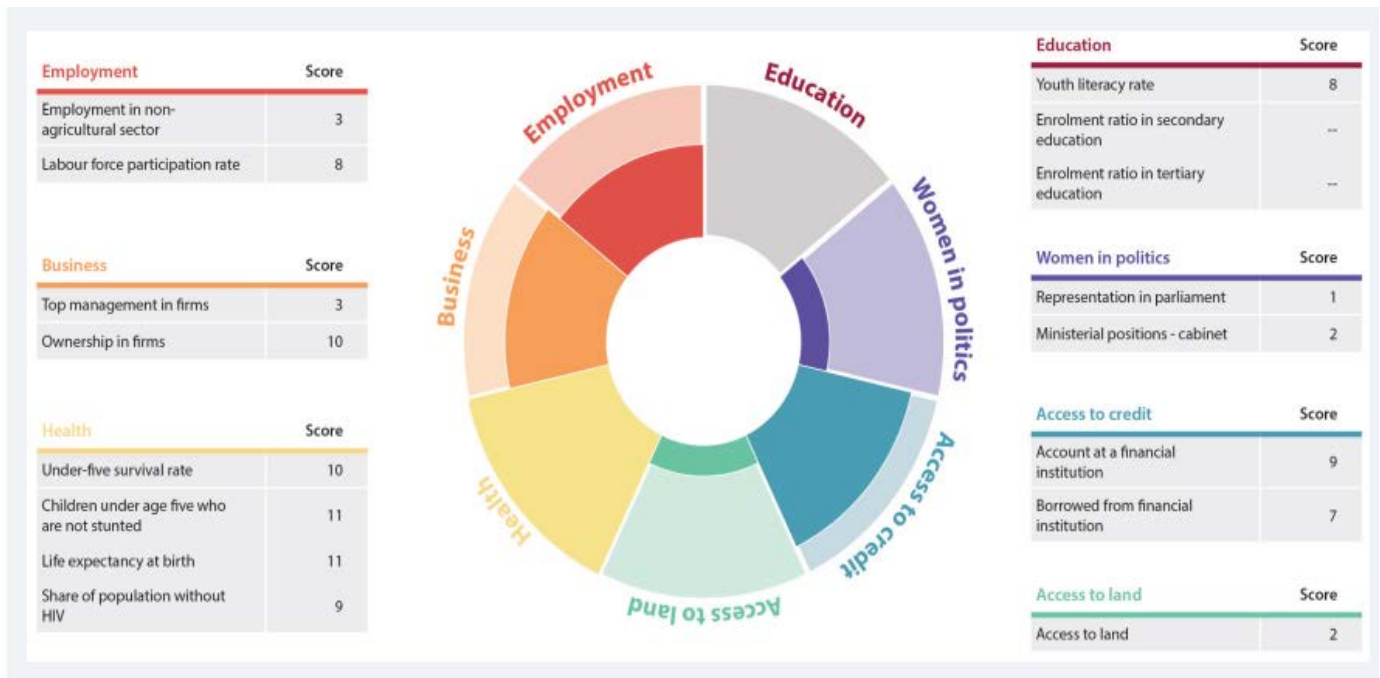 Employment Score
Employment in non-
agricultural sector 3
Labour force participation rate 8
Business Score
Top management in firms 3
Ownership in firms 10
Health Score
Under-five survival rate 10
Children under age five who
are not stunted 11
Life expectancy at birth 11
Share of population without
HIV 9
Employment
Education
Women in politics
Access to credit
Access to land
Health
Business
Education Score
Youth literacy rate 8
Enrolment ratio in secondary
education --
Enrolment ratio in tertiary
education --
Women in politics Score
Representation in parliament 1
Ministerial positions - cabinet 2
Access to credit Score
Account at a financial
institution 9
Borrowed from financial
institution 7
Access to land Score
Access to land 2